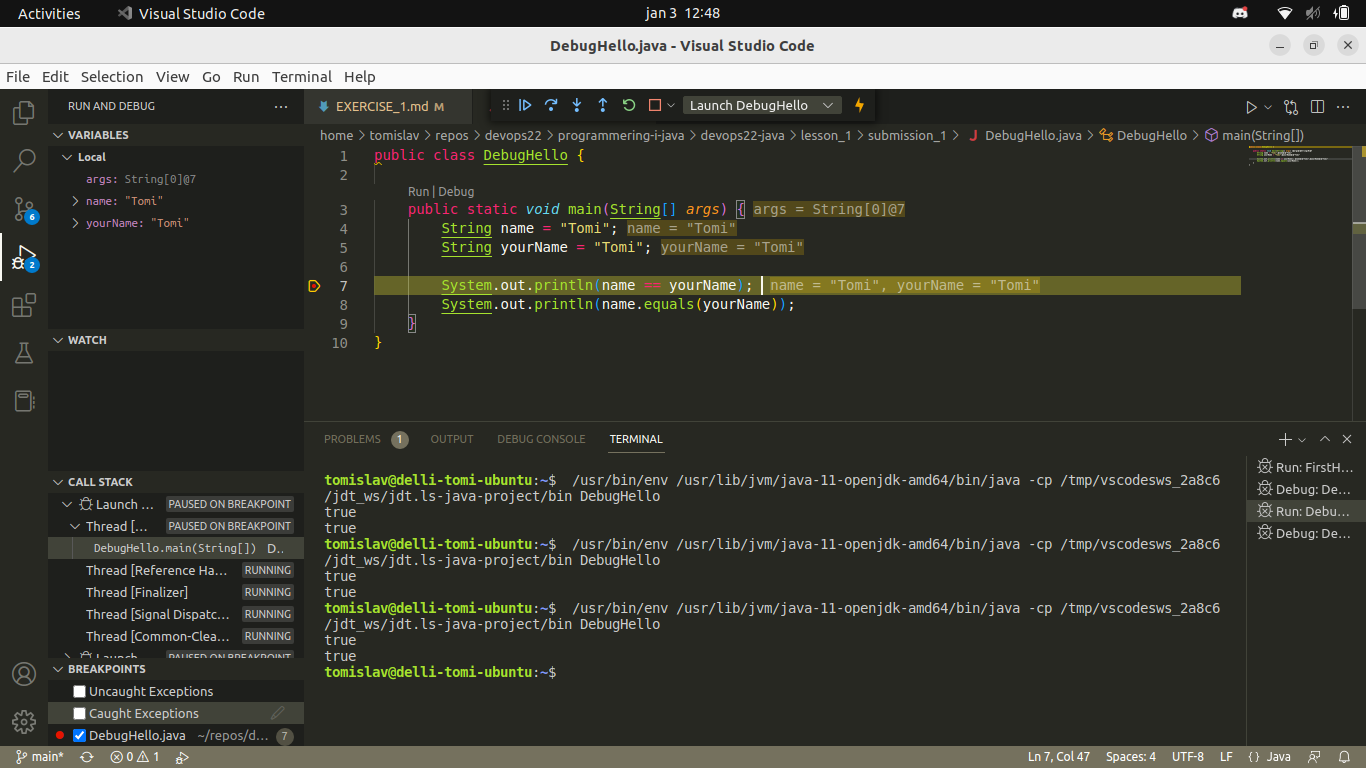 Activities Visual Studio Code jan 3 12:48
DebugHello.java - Visual Studio Code
File Edit Selection View Go Run Terminal Help
RUN AND DEBUG ···
VARIABLES
Local
args: String[0]@7
name: "Tomi"
yourName: "Tomi"
WATCH
CALL STACK
Launch ... PAUSED ON BREAKPOINT
Thread [... PAUSED ON BREAKPOINT
DebugHello.main(String[]) D..
Thread [Reference Ha... RUNNING
Thread [Finalizer] RUNNING
Thread [Signal Dispatc... RUNNING
Thread [Common-Clea... RUNNING
Launch PAUSED ON BREAKPOINT
BREAKPOINTS
Uncaught Exceptions
Caught Exceptions
DebugHello.java ~/repos/d... 7
6
2
EXERCISE_1.md M
Launch DebugHello
home > tomislav > repos > devops22 > programmering-i-java > devops22-java > lesson_1 > submission_1 > J DebugHello.java > DebugHello > main(String[])
1 public class DebugHello {
2
Run | Debug
3 public static void main(String[] args) { args = String[0]@7
4 String name = "Tomi"; name = "Tomi"
5 String yourName = "Tomi"; yourName = "Tomi"
6
7 System.out.println(name == yourName); name = "Tomi", yourName = "Tomi"
8 System.out.println(name.equals(yourName));
9 }
10 }
PROBLEMS 1 OUTPUT DEBUG CONSOLE TERMINAL
tomislav@delli-tomi-ubuntu:~$ /usr/bin/env /usr/lib/jvm/java-11-openjdk-amd64/bin/java -cp /tmp/vscodesws_2a8c6
/jdt_ws/jdt.ls-java-project/bin DebugHello
true
true
tomislav@delli-tomi-ubuntu:~$ /usr/bin/env /usr/lib/jvm/java-11-openjdk-amd64/bin/java -cp /tmp/vscodesws_2a8c6
/jdt_ws/jdt.ls-java-project/bin DebugHello
true
true
tomislav@delli-tomi-ubuntu:~$ /usr/bin/env /usr/lib/jvm/java-11-openjdk-amd64/bin/java -cp /tmp/vscodesws_2a8c6
/jdt_ws/jdt.ls-java-project/bin DebugHello
true
true
tomislav@delli-tomi-ubuntu:~$
Run: FirstH...
Debug: De...
Run: Debu...
Debug: De...
main* 0 1 Ln 7, Col 47 Spaces: 4 UTF-8 LF {} Java